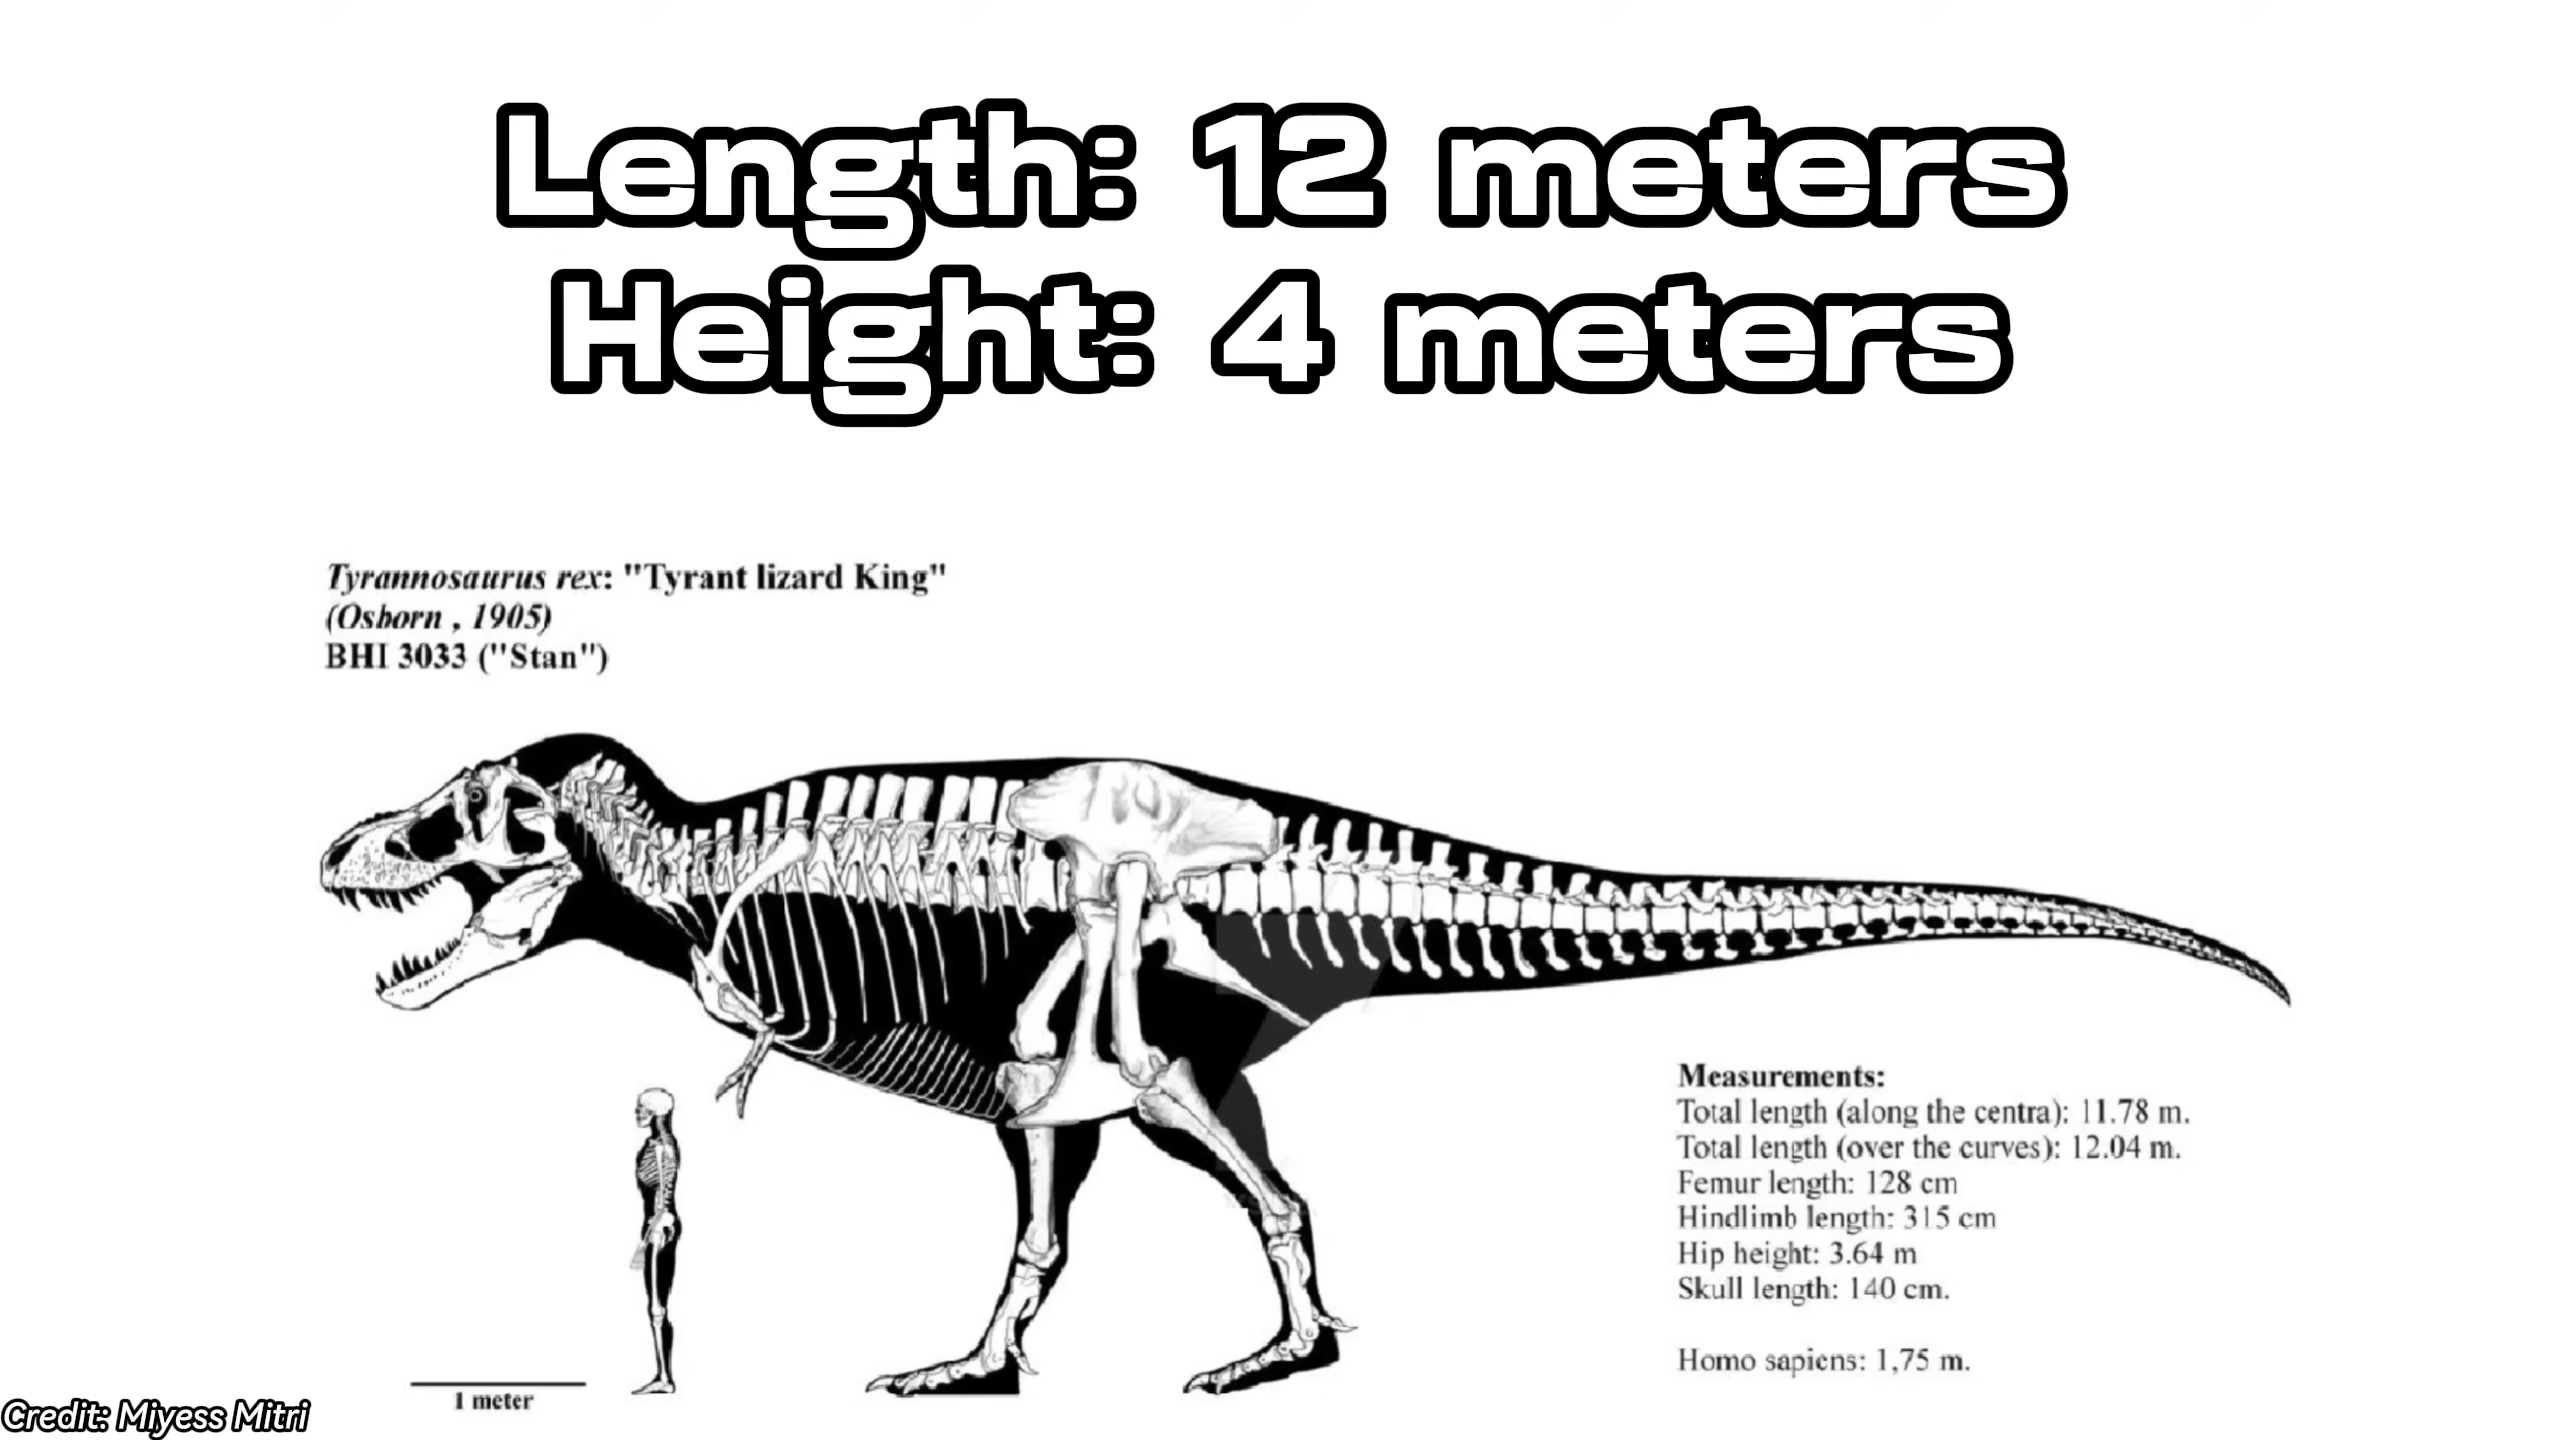 Length: 12 meters
Height: 4 meters
Tyrannosaurus rex: "Tyrant lizard King"
(Osborn , 1905)
BHI 3033 ("Stan")
Measurements:
Total length (along the centra): 11.78 m.
Total length (over the curves): 12.04 m.
Femur length: 128 cm
Hindlimb length: 315 cm
Hip height: 3.64 m
Skull length: 140 cm.
Homo sapiens: 1,75 m.
1 meter
Credit: Miyess Mitri